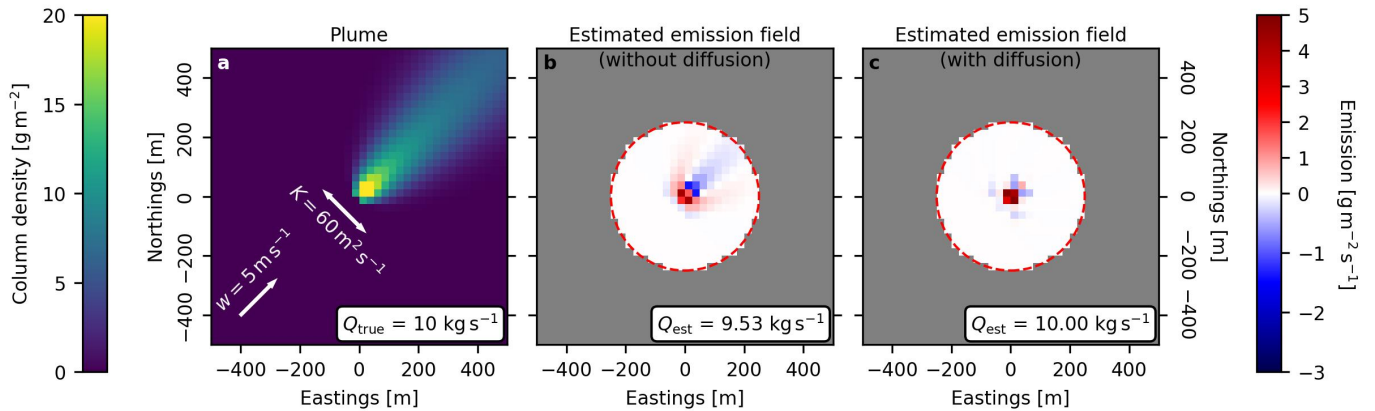 20
15
10
5
0
Column density [g m⁻²]
Plume
a
400
200
0
−200
−400
Northings [m]
w = 5 m s⁻¹
K = 60 m² s⁻¹
Q_true = 10 kg s⁻¹
−400 −200 0 200 400
Eastings [m]
Estimated emission field
(without diffusion)
b
Q_est = 9.53 kg s⁻¹
−400 −200 0 200 400
Eastings [m]
Estimated emission field
(with diffusion)
c
Q_est = 10.00 kg s⁻¹
−400 −200 0 200 400
Eastings [m]
400
200
0
−200
−400
Northings [m]
5
4
3
2
1
0
−1
−2
−3
Emission [g m⁻² s⁻¹]